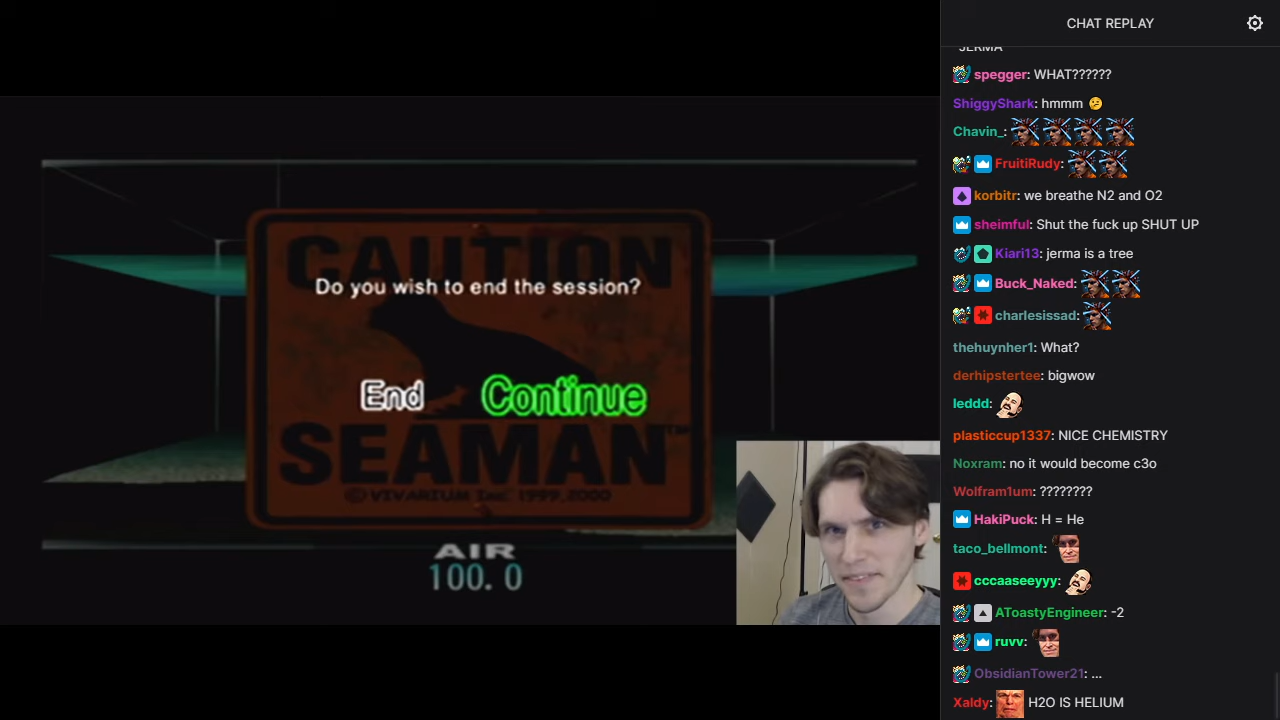 CAUTION
Do you wish to end the session?
End Continue
SEAMAN™
© VIVARIUM Inc. 1999,2000
AIR
100.0
CHAT REPLAY
JERMA
spegger: WHAT??????
ShiggyShark: hmmm 🤔
Chavin_:
FruitiRudy:
korbitr: we breathe N2 and O2
sheimful: Shut the fuck up SHUT UP
Kiari13: jerma is a tree
Buck_Naked:
charlesissad:
thehuynher1: What?
derhipstertee: bigwow
leddd:
plasticcup1337: NICE CHEMISTRY
Noxram: no it would become c3o
Wolfram1um: ????????
HakiPuck: H = He
taco_bellmont:
cccaaseeyyy:
AToastyEngineer: -2
ruvv:
ObsidianTower21: ...
Xaldy: H2O IS HELIUM